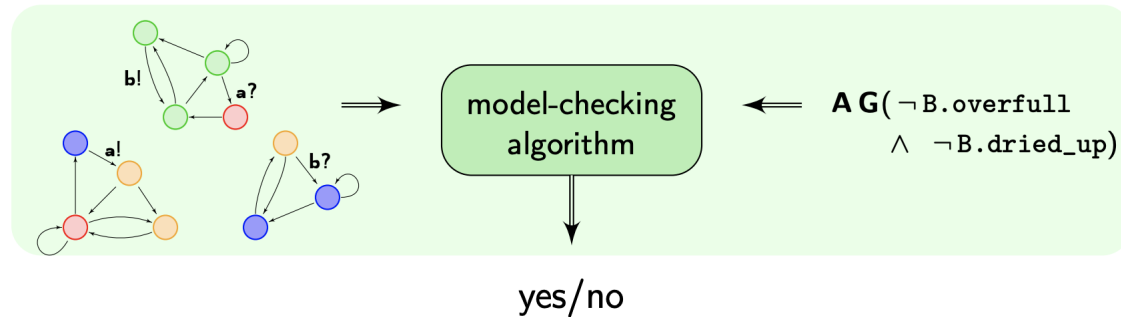 b!
a?
a!
b?
model-checking
algorithm
A G(¬B.overfull
∧ ¬B.dried_up)
yes/no